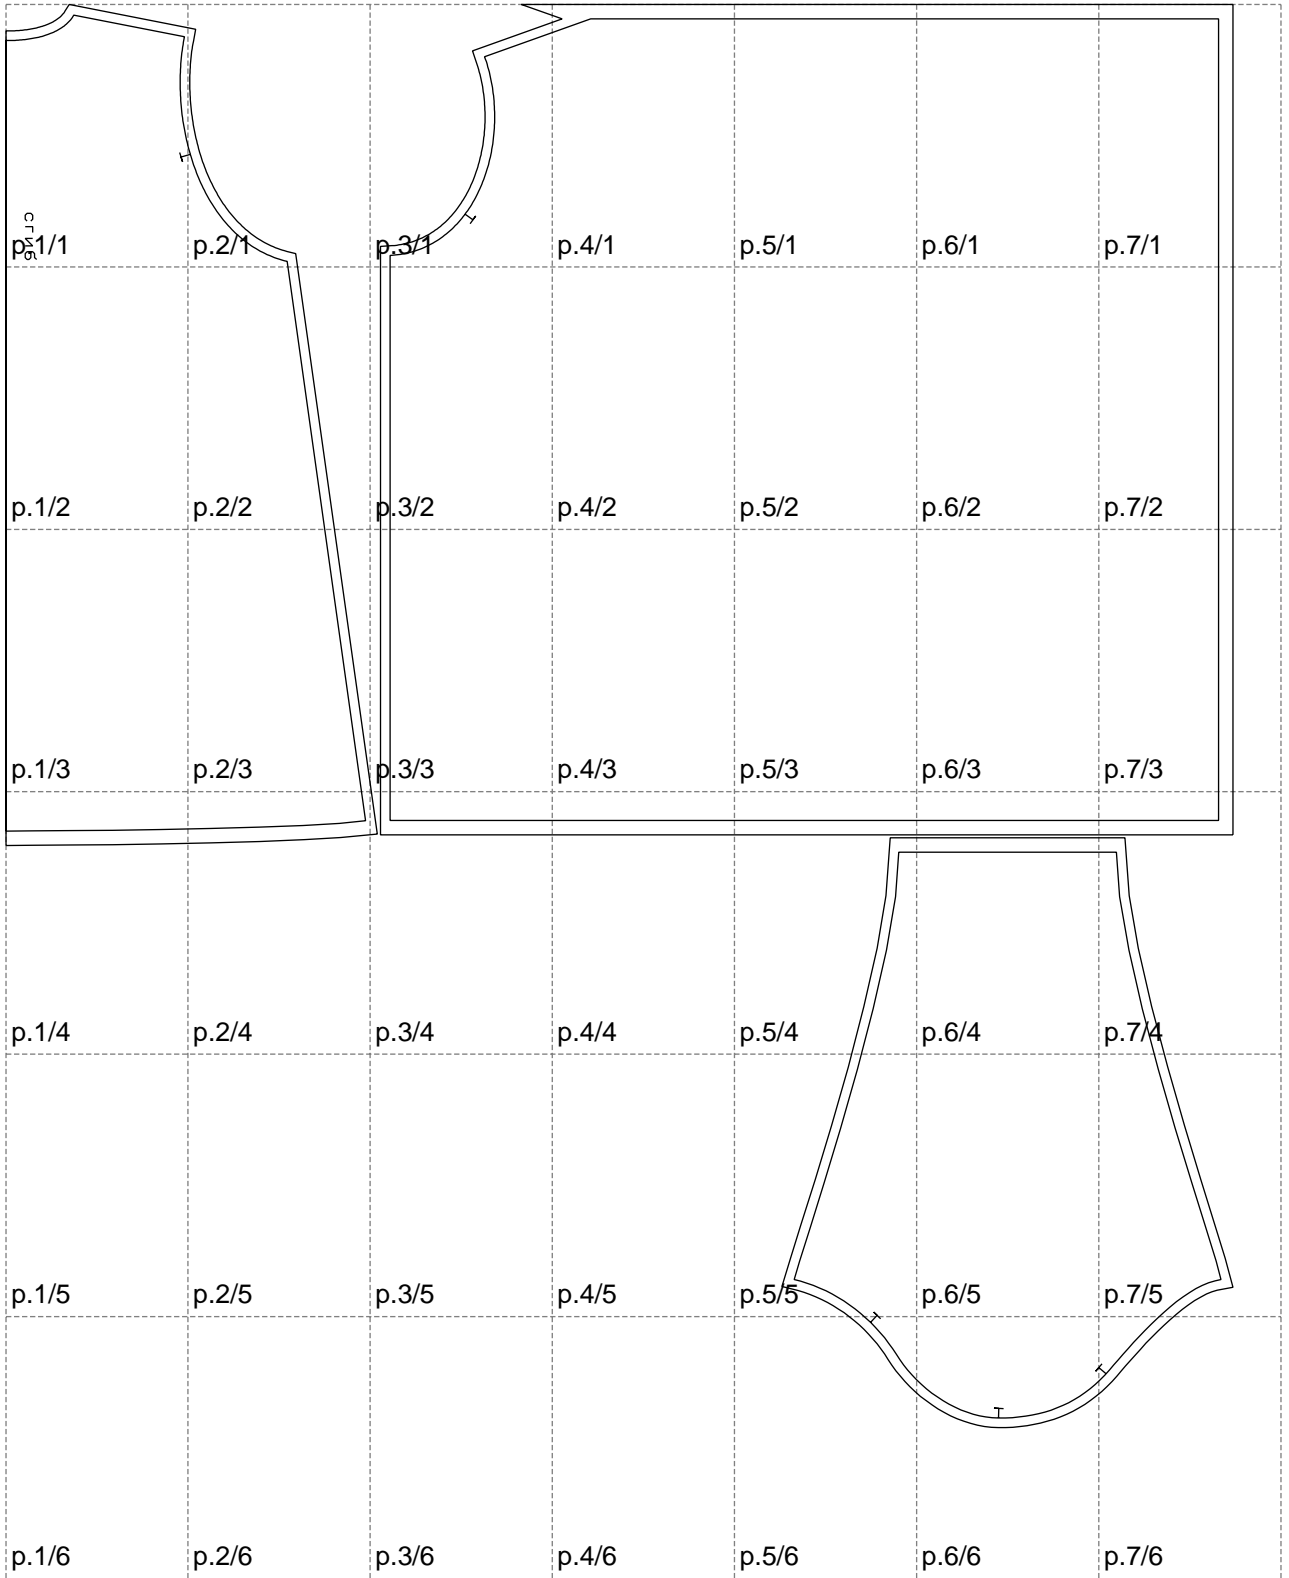 сгиб
p.1/1 p.2/1 p.3/1 p.4/1 p.5/1 p.6/1 p.7/1
p.1/2 p.2/2 p.3/2 p.4/2 p.5/2 p.6/2 p.7/2
p.1/3 p.2/3 p.3/3 p.4/3 p.5/3 p.6/3 p.7/3
p.1/4 p.2/4 p.3/4 p.4/4 p.5/4 p.6/4 p.7/4
p.1/5 p.2/5 p.3/5 p.4/5 p.5/5 p.6/5 p.7/5
p.1/6 p.2/6 p.3/6 p.4/6 p.5/6 p.6/6 p.7/6